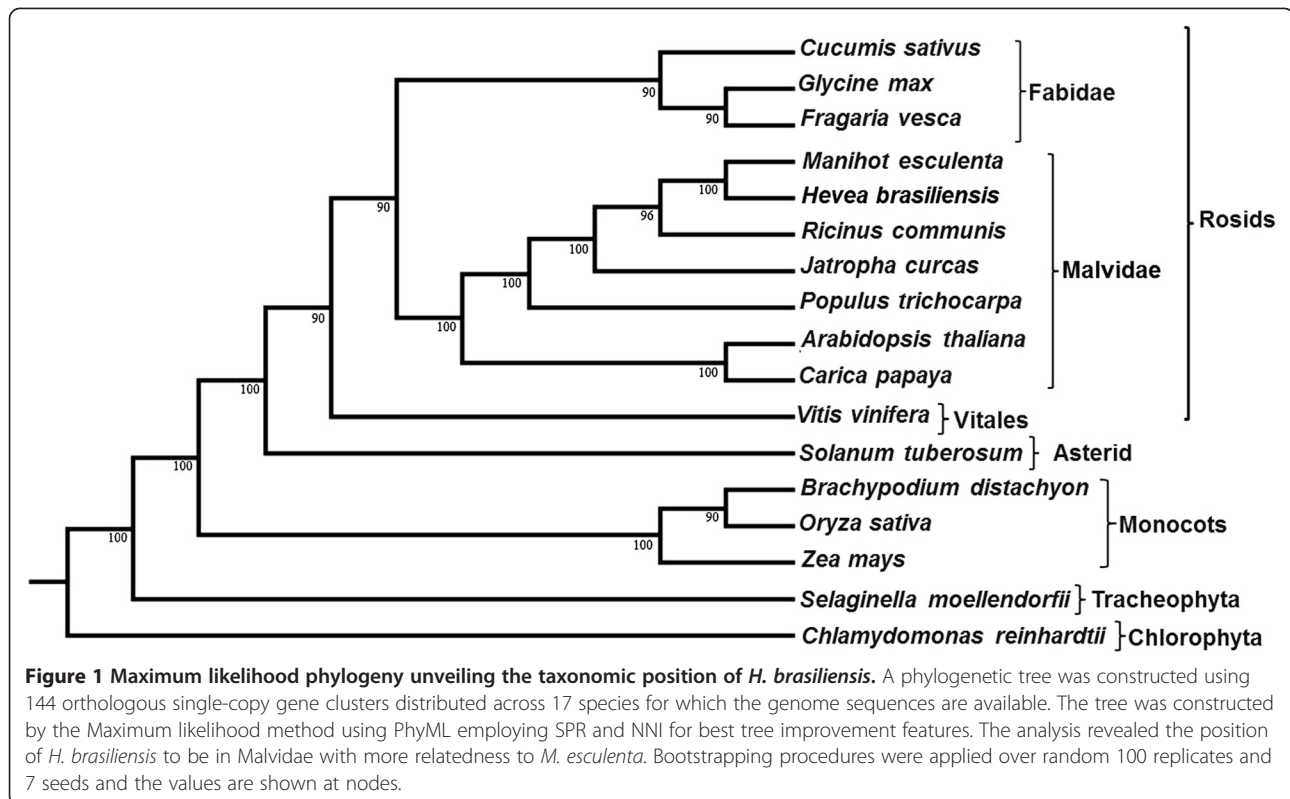 Cucumis sativus
Glycine max
Fragaria vesca
Fabidae
Manihot esculenta
Hevea brasiliensis
Ricinus communis
Jatropha curcas
Populus trichocarpa
Arabidopsis thaliana
Carica papaya
Malvidae
Vitis vinifera
Vitales
Rosids
Solanum tuberosum
Asterid
Brachypodium distachyon
Oryza sativa
Zea mays
Monocots
Selaginella moellendorfii
Tracheophyta
Chlamydomonas reinhardtii
Chlorophyta
90
90
90
100
96
100
100
100
100
90
100
100
90
100
100
Figure 1 Maximum likelihood phylogeny unveiling the taxonomic position of H. brasiliensis. A phylogenetic tree was constructed using
144 orthologous single-copy gene clusters distributed across 17 species for which the genome sequences are available. The tree was constructed
by the Maximum likelihood method using PhyML employing SPR and NNI for best tree improvement features. The analysis revealed the position
of H. brasiliensis to be in Malvidae with more relatedness to M. esculenta. Bootstrapping procedures were applied over random 100 replicates and
7 seeds and the values are shown at nodes.